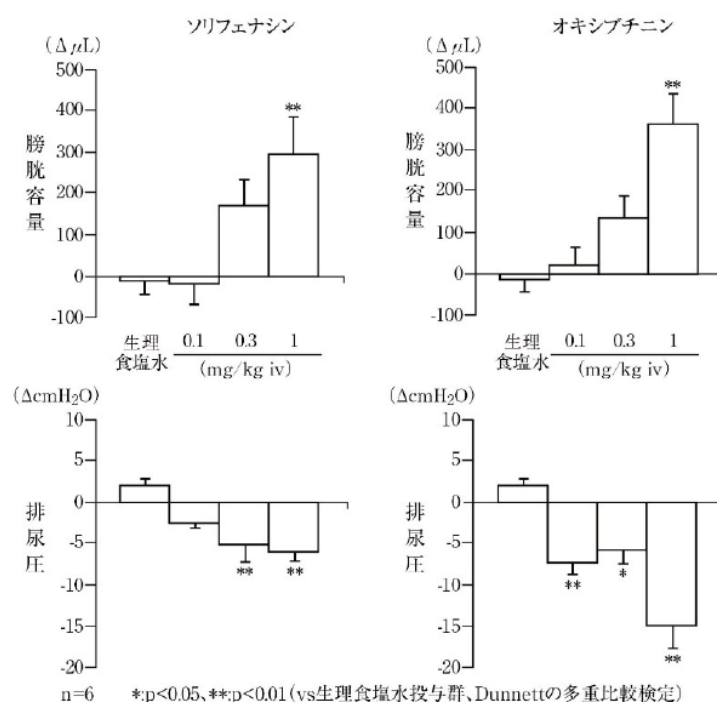 ソリフェナシン
オキシブチニン
(ΔμL)
500
400
300
200
100
0
-100
膀胱容量
**
生理食塩水
0.1
0.3
1
(mg/kg iv)
(ΔμL)
500
400
300
200
100
0
-100
膀胱容量
**
生理食塩水
0.1
0.3
1
(mg/kg iv)
(ΔcmH2O)
10
5
0
-5
-10
-15
-20
排尿圧
**
**
(ΔcmH2O)
10
5
0
-5
-10
-15
-20
排尿圧
**
*
**
n=6 *:p<0.05、**:p<0.01(vs生理食塩水投与群、Dunnettの多重比較検定)